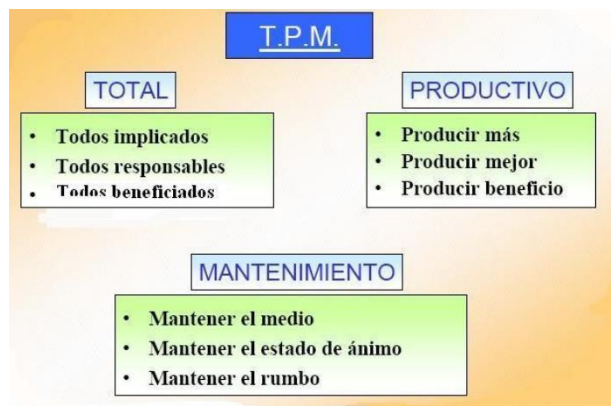 T.P.M.
TOTAL
• Todos implicados
• Todos responsables
• Todos beneficiados
PRODUCTIVO
• Producir más
• Producir mejor
• Producir beneficio
MANTENIMIENTO
• Mantener el medio
• Mantener el estado de ánimo
• Mantener el rumbo